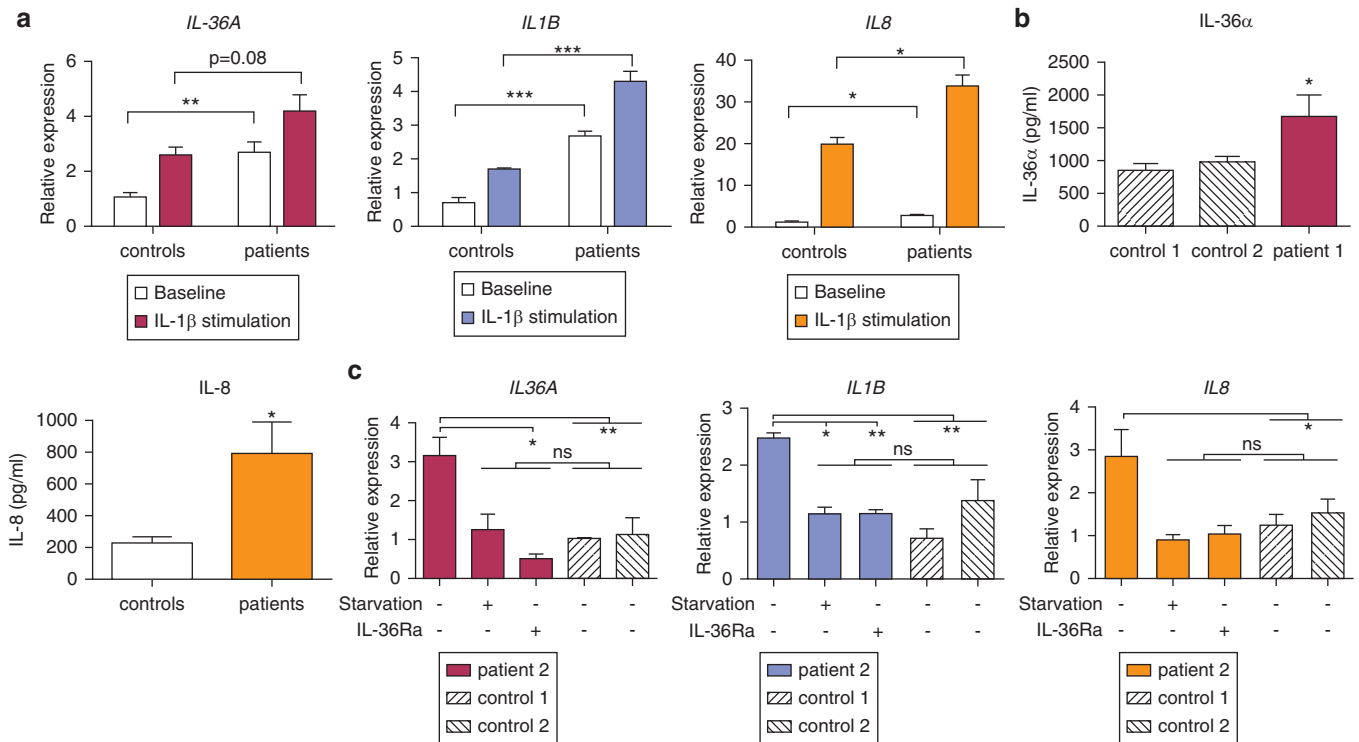 a
IL-36A
Relative expression
6
4
2
0
p=0.08
**
controls patients
Baseline
IL-1β stimulation
IL1B
Relative expression
5
4
3
2
1
0
***
***
controls patients
Baseline
IL-1β stimulation
IL8
Relative expression
40
30
20
10
0
*
*
controls patients
Baseline
IL-1β stimulation
b
IL-36α
IL-36α (pg/ml)
2500
2000
1500
1000
500
0
*
control 1 control 2 patient 1
IL-8
IL-8 (pg/ml)
1000
800
600
400
200
0
*
controls patients
c
IL36A
Relative expression
4
3
2
1
0
**
*
ns
Starvation - + - - -
IL-36Ra - - + - -
patient 2
control 1
control 2
IL1B
Relative expression
3
2
1
0
* ** **
ns
Starvation - + - - -
IL-36Ra - - + - -
patient 2
control 1
control 2
IL8
Relative expression
4
3
2
1
0
*
ns
Starvation - + - - -
IL-36Ra - - + - -
patient 2
control 1
control 2